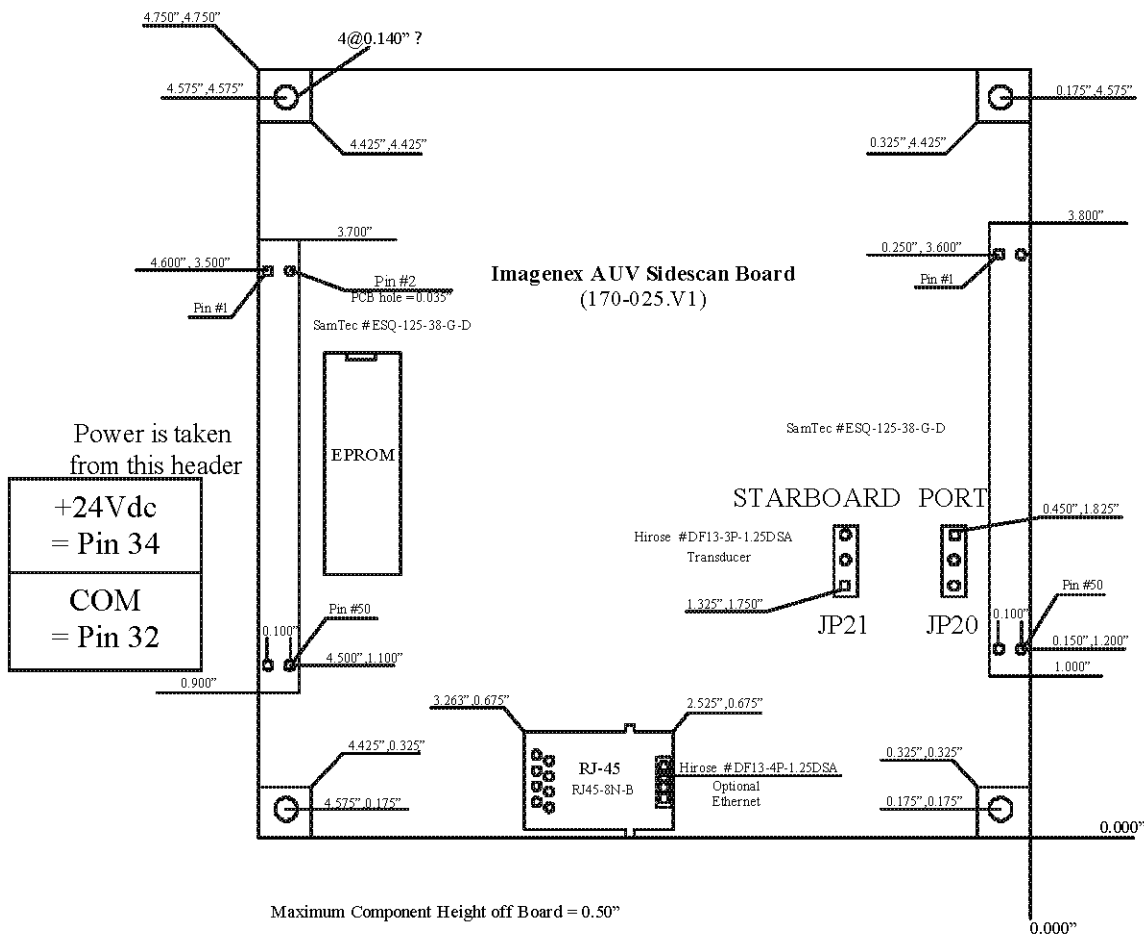 4.750”,4.750”
4@0.140” ?
4.575”,4.575”
0.175”,4.575”
4.425”,4.425”
0.325”,4.425”
3.700”
3.800”
4.600”, 3.500”
0.250”, 3.600”
Pin #2
PCB hole = 0.035”
Pin #1
Pin #1
Imagenex AUV Sidescan Board
(170-025.V1)
SamTec # ESQ-125-38-G-D
SamTec # ESQ-125-38-G-D
EPROM
Power is taken
from this header
+24Vdc
= Pin 34
COM
= Pin 32
STARBOARD PORT
0.450”,1.825”
Hirose #DF13-3P-1.25DSA
Transducer
1.325”,1.750”
JP21
JP20
Pin #50
Pin #50
0.100”
0.100”
4.500”,1.100”
0.150”,1.200”
0.900”
1.000”
3.263”,0.675”
2.525”,0.675”
4.425”,0.325”
0.325”,0.325”
RJ-45
RJ45-8N-B
Hirose #DF13-4P-1.25DSA
Optional
Ethernet
4.575”,0.175”
0.175”,0.175”
0.000”
Maximum Component Height off Board = 0.50”
0.000”